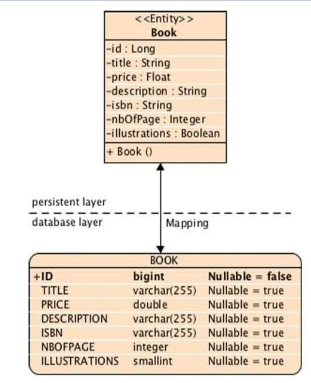 <<Entity>>
Book
-id : Long
-title : String
-price : Float
-description : String
-isbn : String
-nbOfPage : Integer
-illustrations : Boolean
+ Book ()
persistent layer
database layer Mapping
BOOK
+ID bigint Nullable = false
TITLE varchar(255) Nullable = true
PRICE double Nullable = true
DESCRIPTION varchar(255) Nullable = true
ISBN varchar(255) Nullable = true
NBOFPAGE integer Nullable = true
ILLUSTRATIONS smallint Nullable = true